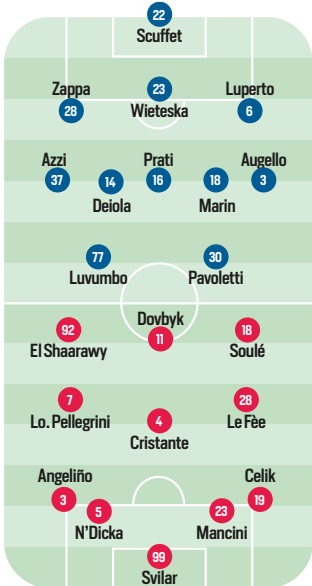 22
Scuffet
Zappa 23 Luperto
28 Wieteska 6
Azzi Prati Augello
37 14 16 18 3
Deiola Marin
77 30
Luvumbo Pavoletti
Dovbyk
92 11 18
El Shaarawy Soulé
7 28
Lo. Pellegrini 4 Le Fèe
Cristante
Angeliño Celik
3 5 23 19
N'Dicka Mancini
99
Svilar